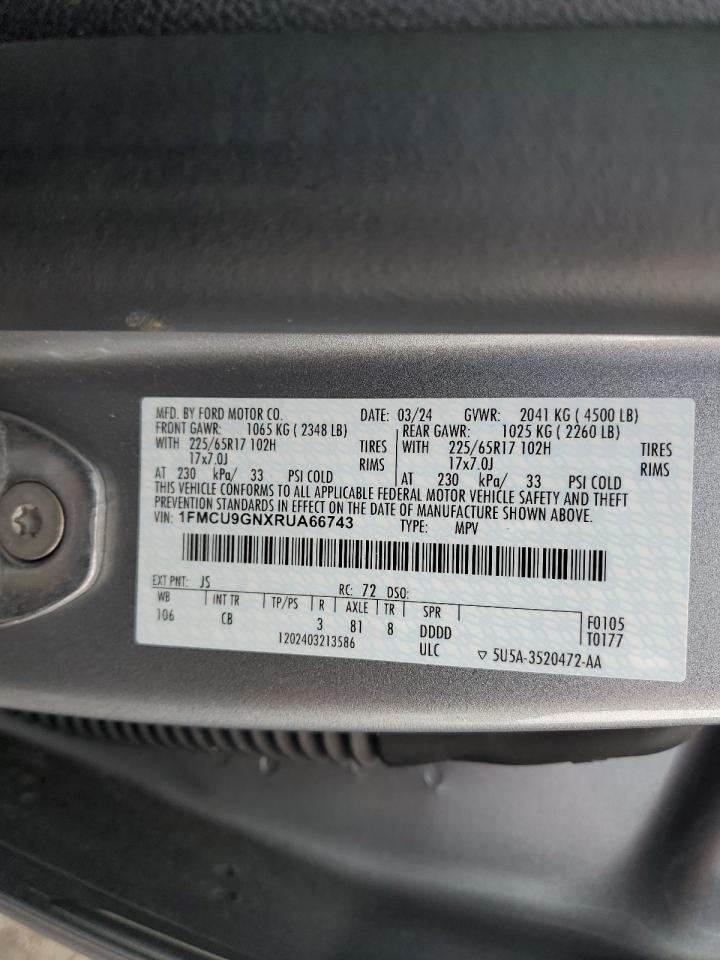 MFD. BY FORD MOTOR CO. DATE: 03/24 GVWR: 2041 KG ( 4500 LB)
FRONT GAWR: 1065 KG ( 2348 LB) REAR GAWR: 1025 KG ( 2260 LB)
WITH 225/65R17 102H TIRES WITH 225/65R17 102H TIRES
17x7.0J RIMS 17x7.0J RIMS
AT 230 kPa/ 33 PSI COLD AT 230 kPa/ 33 PSI COLD
THIS VEHICLE CONFORMS TO ALL APPLICABLE FEDERAL MOTOR VEHICLE SAFETY AND THEFT
PREVENTION STANDARDS IN EFFECT ON THE DATE OF MANUFACTURE SHOWN ABOVE.
VIN: 1FMCU9GNXRUA66743 TYPE: MPV
EXT PNT: JS RC: 72 DSO:
WB INT TR TP/PS R AXLE TR SPR F0105
106 CB 3 81 8 DDDD T0177
1202403213586 ULC ▽ 5U5A-3520472-AA